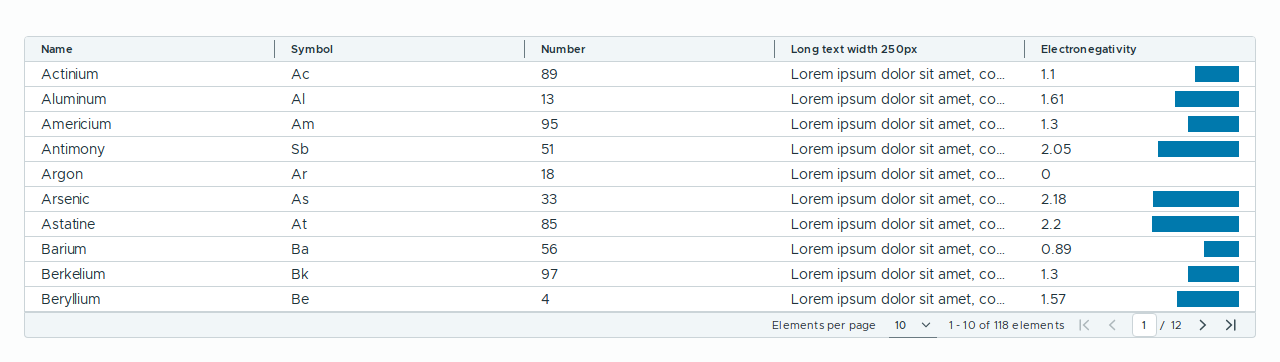 Name Symbol Number Long text width 250px Electronegativity
Actinium Ac 89 Lorem ipsum dolor sit amet, co... 1.1
Aluminum Al 13 Lorem ipsum dolor sit amet, co... 1.61
Americium Am 95 Lorem ipsum dolor sit amet, co... 1.3
Antimony Sb 51 Lorem ipsum dolor sit amet, co... 2.05
Argon Ar 18 Lorem ipsum dolor sit amet, co... 0
Arsenic As 33 Lorem ipsum dolor sit amet, co... 2.18
Astatine At 85 Lorem ipsum dolor sit amet, co... 2.2
Barium Ba 56 Lorem ipsum dolor sit amet, co... 0.89
Berkelium Bk 97 Lorem ipsum dolor sit amet, co... 1.3
Beryllium Be 4 Lorem ipsum dolor sit amet, co... 1.57
Elements per page 10 1 - 10 of 118 elements 1 / 12